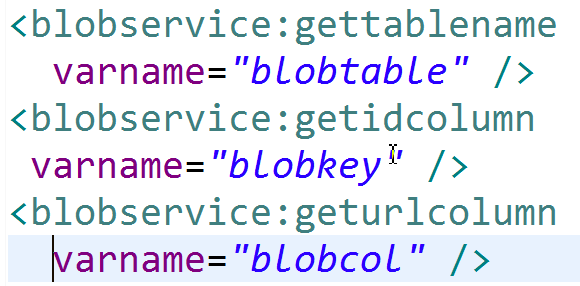 <blobservice:gettablename
varname="blobtable" />
<blobservice:getidcolumn
varname="blobkey" />
<blobservice:geturlcolumn
varname="blobcol" />